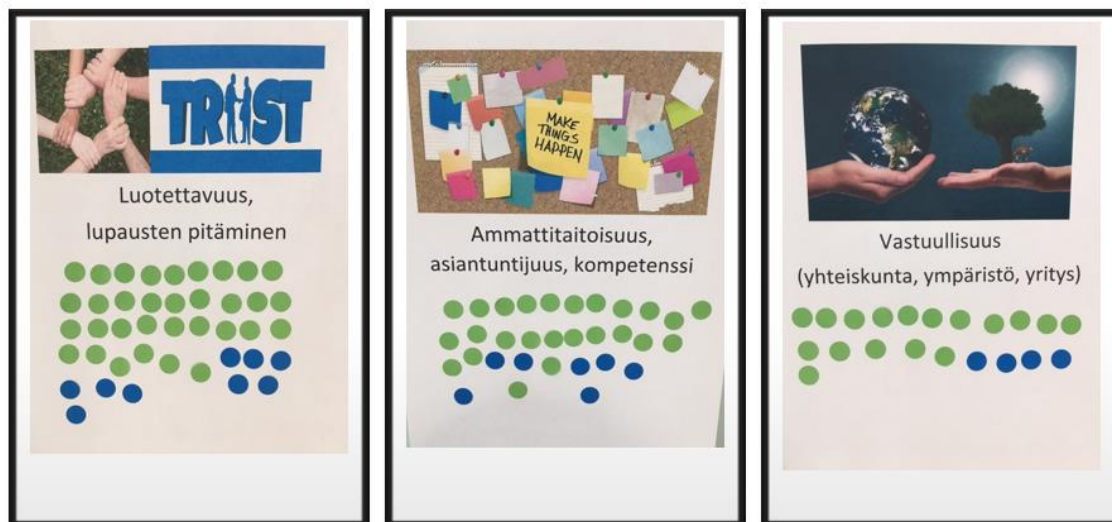 TRUST
Luotettavuus,
lupausten pitäminen
MAKE
THINGS
HAPPEN
Ammattitaitoisuus,
asiantuntijuus, kompetenssi
Vastuullisuus
(yhteiskunta, ympäristö, yritys)